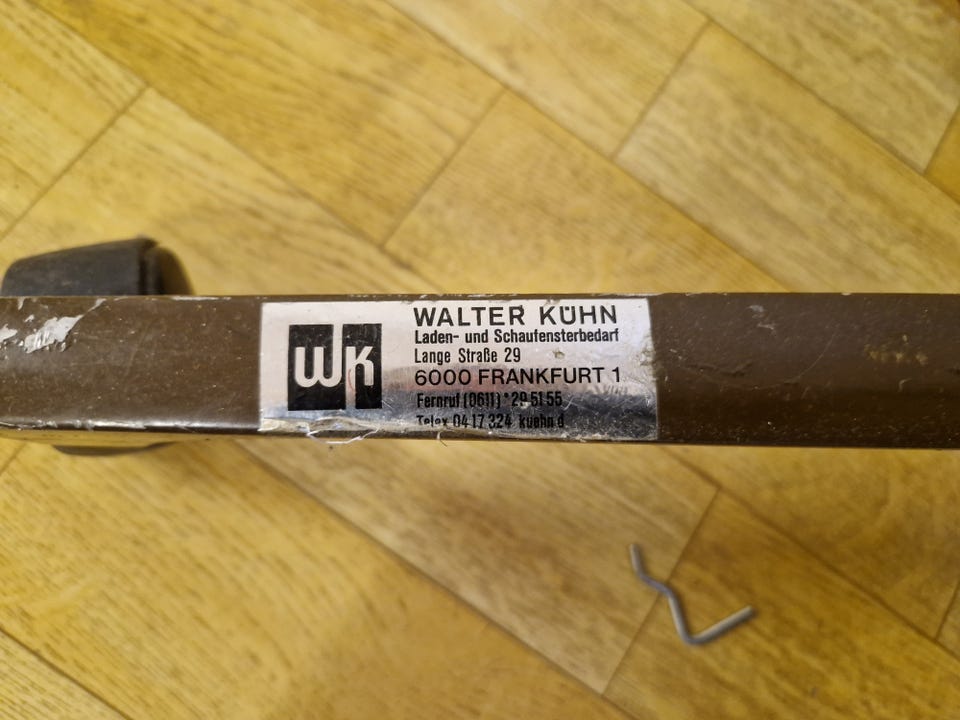 WK
WALTER KÜHN
Laden- und Schaufensterbedarf
Lange Straße 29
6000 FRANKFURT 1
Fernruf (0611) * 29 51 55
Telex 04 17 324 kuehn d